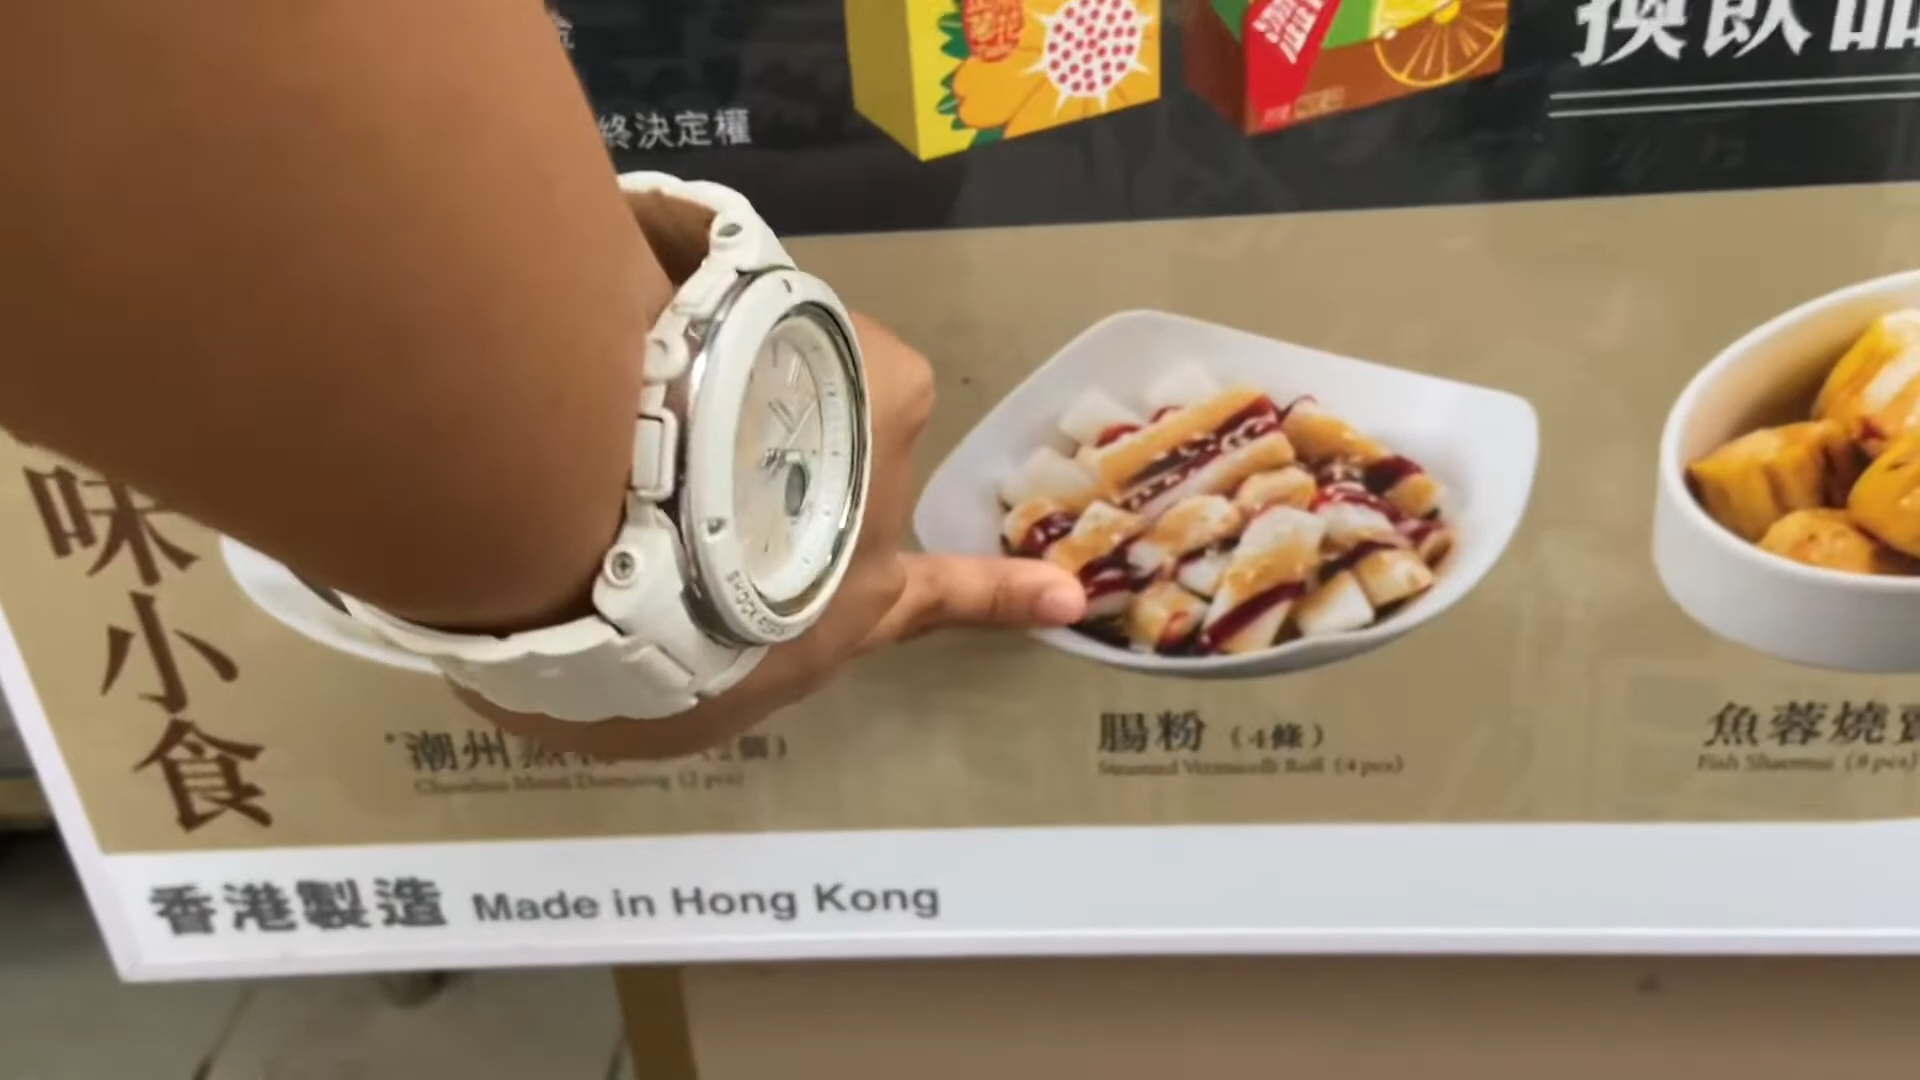 終決定權
換飲品
味小食
潮州
腸粉（4條）
Steamed Vermicelli Roll (4 pcs)
魚蓉燒賣
Fish Shaomai (8 pcs)
香港製造 Made in Hong Kong
SHOCK